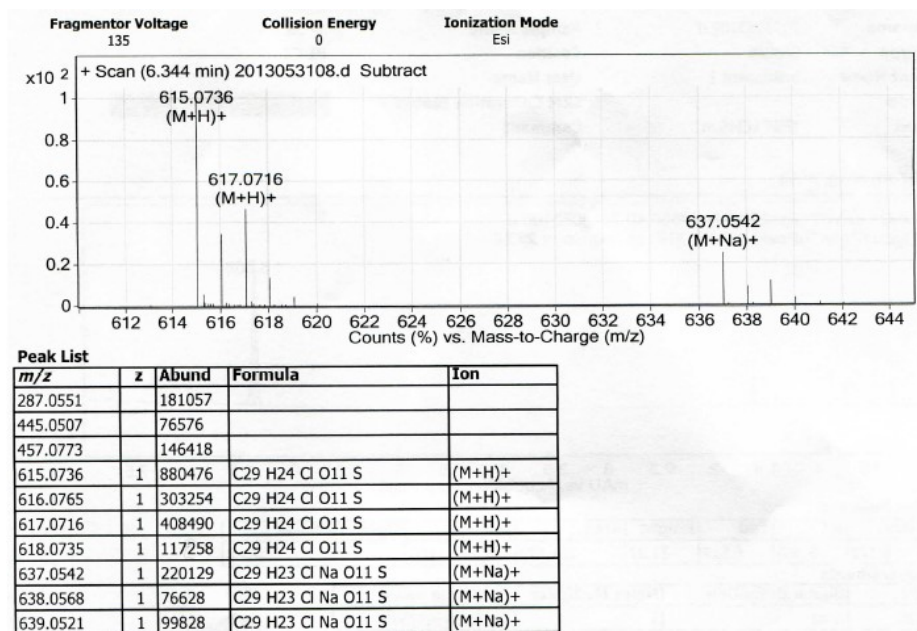 Fragmentor Voltage Collision Energy Ionization Mode
135 0 Esi
x10 2 + Scan (6.344 min) 2013053108.d Subtract
1
615.0736
(M+H)+
0.8
617.0716
0.6
(M+H)+
0.4
637.0542
(M+Na)+
0.2
0
612 614 616 618 620 622 624 626 628 630 632 634 636 638 640 642 644
Counts (%) vs. Mass-to-Charge (m/z)
Peak List
m/z z Abund Formula Ion
287.0551 181057
445.0507 76576
457.0773 146418
615.0736 1 880476 C29 H24 Cl O11 S (M+H)+
616.0765 1 303254 C29 H24 Cl O11 S (M+H)+
617.0716 1 408490 C29 H24 Cl O11 S (M+H)+
618.0735 1 117258 C29 H24 Cl O11 S (M+H)+
637.0542 1 220129 C29 H23 Cl Na O11 S (M+Na)+
638.0568 1 76628 C29 H23 Cl Na O11 S (M+Na)+
639.0521 1 99828 C29 H23 Cl Na O11 S (M+Na)+